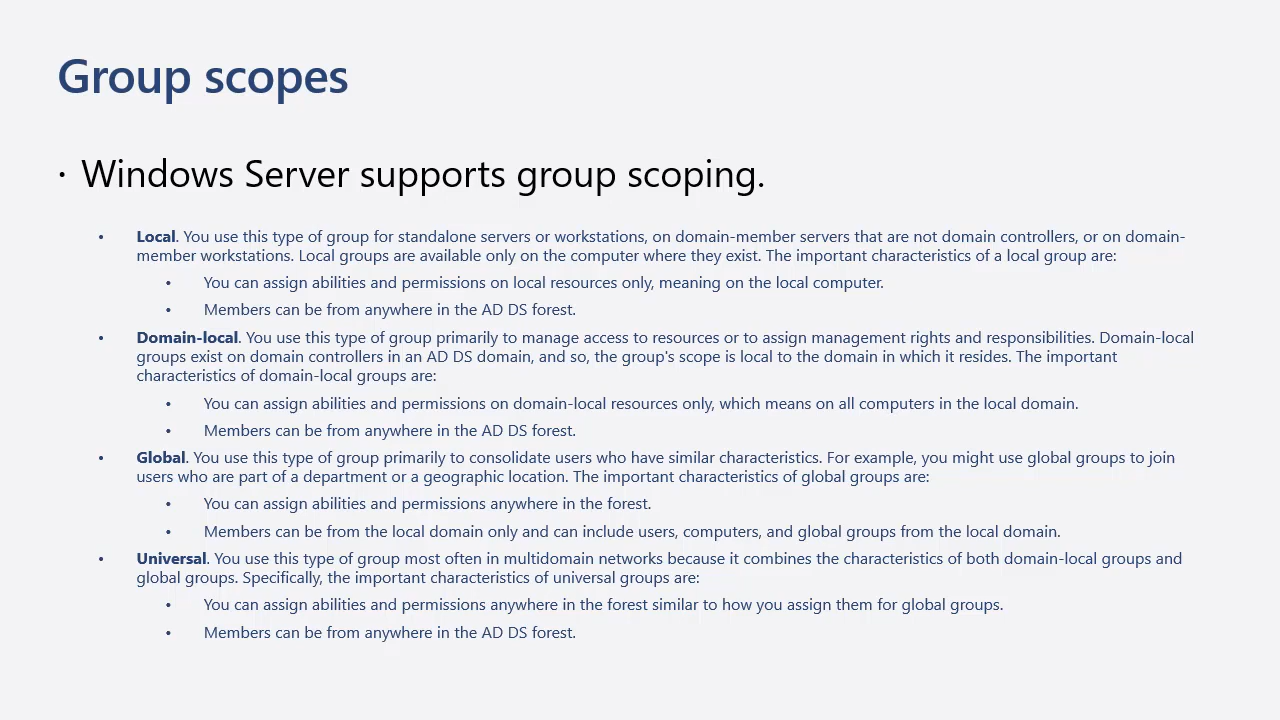 Group scopes
· Windows Server supports group scoping.
• Local. You use this type of group for standalone servers or workstations, on domain-member servers that are not domain controllers, or on domain-
member workstations. Local groups are available only on the computer where they exist. The important characteristics of a local group are:
• You can assign abilities and permissions on local resources only, meaning on the local computer.
• Members can be from anywhere in the AD DS forest.
• Domain-local. You use this type of group primarily to manage access to resources or to assign management rights and responsibilities. Domain-local
groups exist on domain controllers in an AD DS domain, and so, the group's scope is local to the domain in which it resides. The important
characteristics of domain-local groups are:
• You can assign abilities and permissions on domain-local resources only, which means on all computers in the local domain.
• Members can be from anywhere in the AD DS forest.
• Global. You use this type of group primarily to consolidate users who have similar characteristics. For example, you might use global groups to join
users who are part of a department or a geographic location. The important characteristics of global groups are:
• You can assign abilities and permissions anywhere in the forest.
• Members can be from the local domain only and can include users, computers, and global groups from the local domain.
• Universal. You use this type of group most often in multidomain networks because it combines the characteristics of both domain-local groups and
global groups. Specifically, the important characteristics of universal groups are:
• You can assign abilities and permissions anywhere in the forest similar to how you assign them for global groups.
• Members can be from anywhere in the AD DS forest.